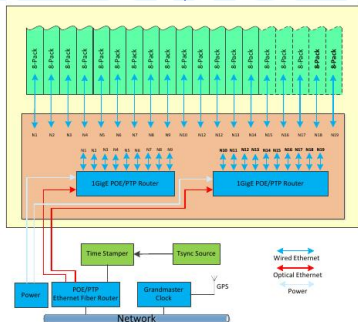 8-Pack 8-Pack 8-Pack 8-Pack 8-Pack 8-Pack 8-Pack 8-Pack 8-Pack 8-Pack 8-Pack 8-Pack 8-Pack 8-Pack 8-Pack 8-Pack 8-Pack 8-Pack 8-Pack
N1 N2 N3 N4 N5 N6 N7 N8 N9 N10 N12 N12 N13 N14 N15 N16 N17 N18 N19
N1 N2 N3 N4 N5 N6 N7 N8 N9 N10 N11 N12 N13 N14 N15 N16 N17 N18 N19
1GigE POE/PTP Router 1GigE POE/PTP Router
Time Stamper Tsync Source
Wired Ethernet
Optical Ethernet
Power
Power
POE/PTP
Ethernet Fiber Router
Grandmaster
Clock
GPS
Network